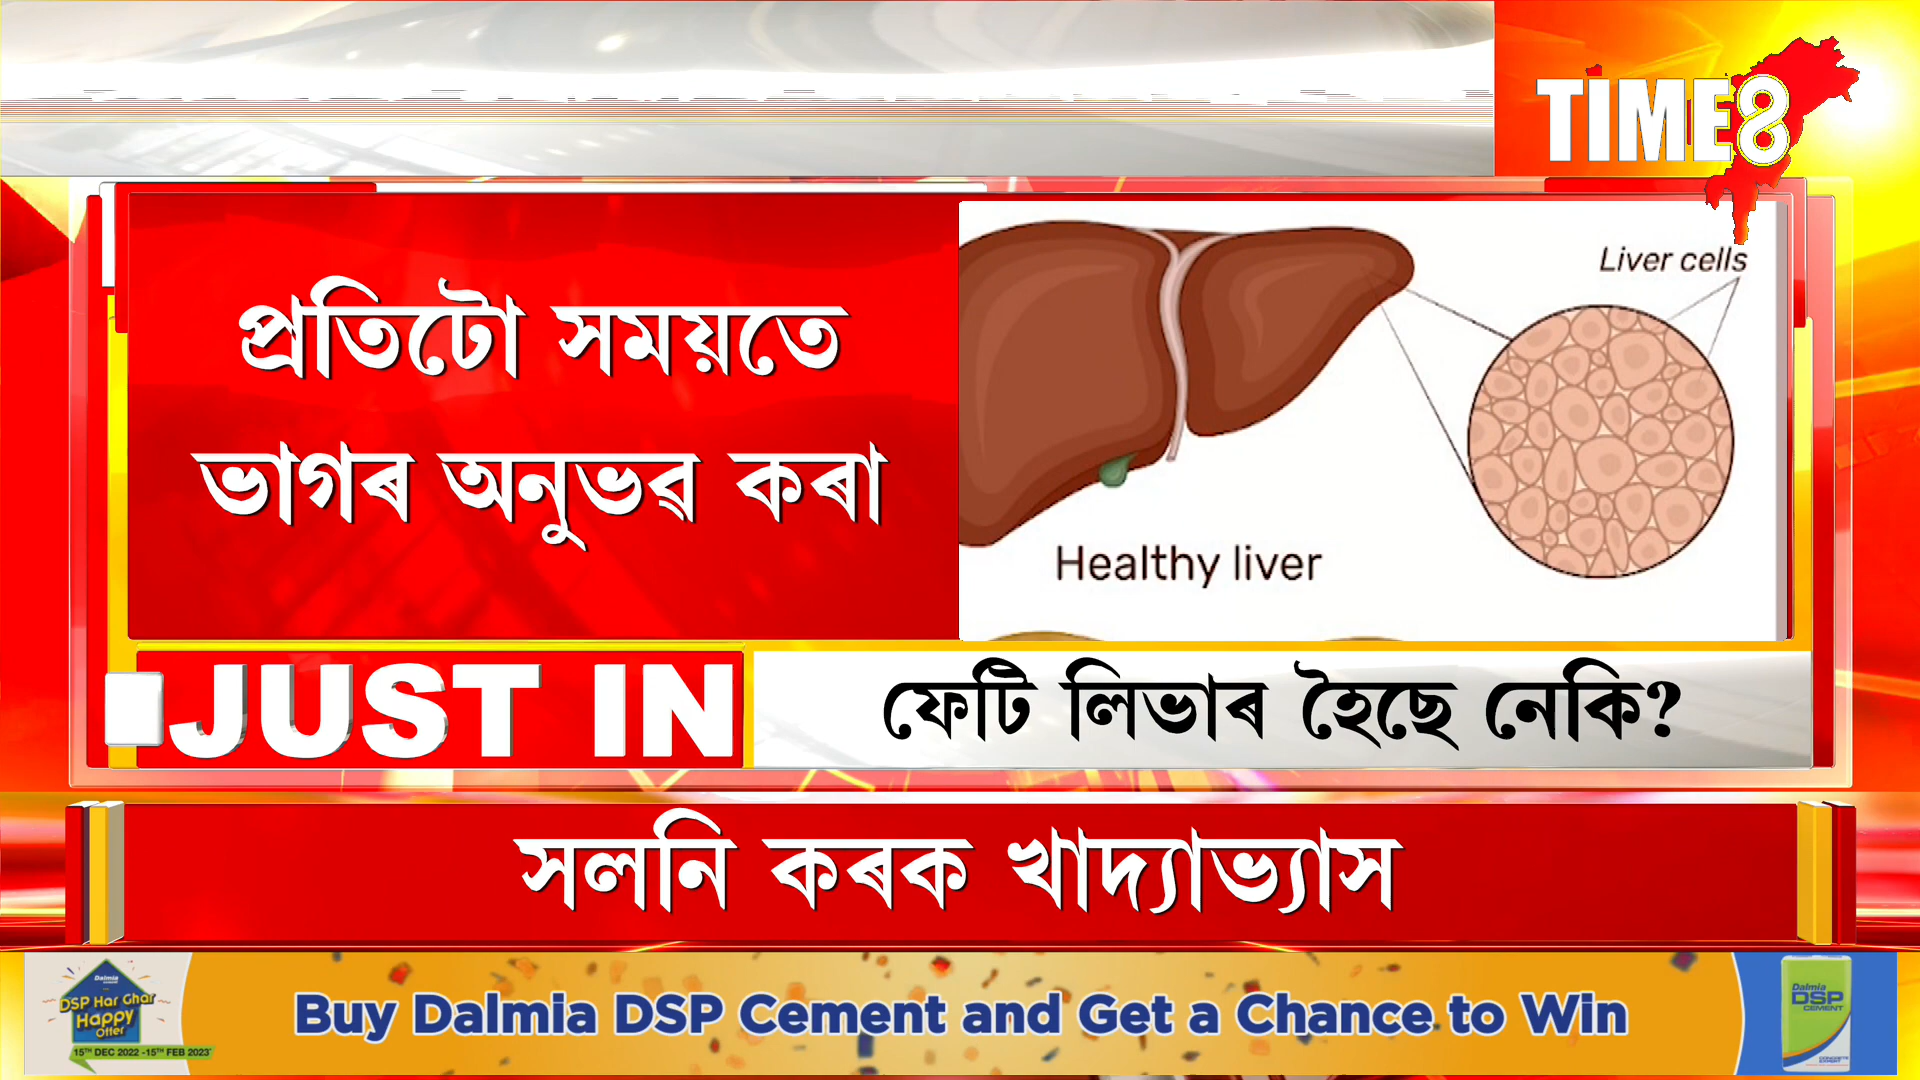 TIME8
প্ৰতিটো সময়তে
ভাগৰ অনুভৱ কৰা
Liver cells
Healthy liver
JUST IN
ফেটি লিভাৰ হৈছে নেকি?
সলনি কৰক খাদ্যাভ্যাস
Dalmia
DSP Har Ghar
Happy
Offer
15TH DEC 2022 -15TH FEB 2023*
Buy Dalmia DSP Cement and Get a Chance to Win
Dalmia
DSP
CEMENT